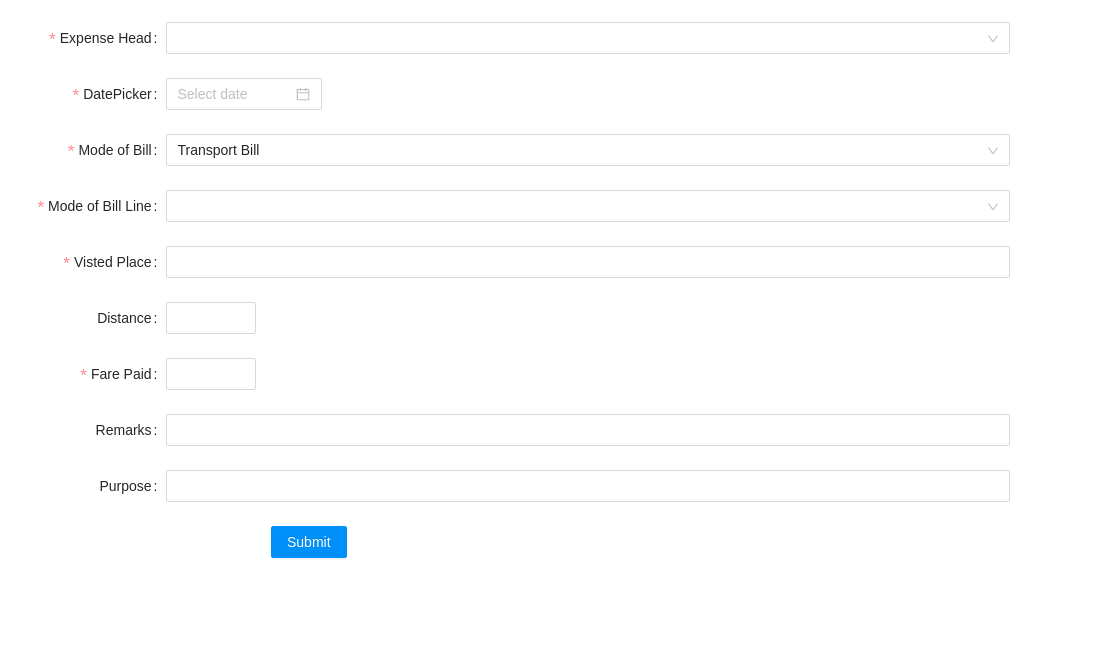 * Expense Head:
* DatePicker: Select date
* Mode of Bill: Transport Bill
* Mode of Bill Line:
* Visted Place:
Distance:
* Fare Paid:
Remarks:
Purpose:
Submit